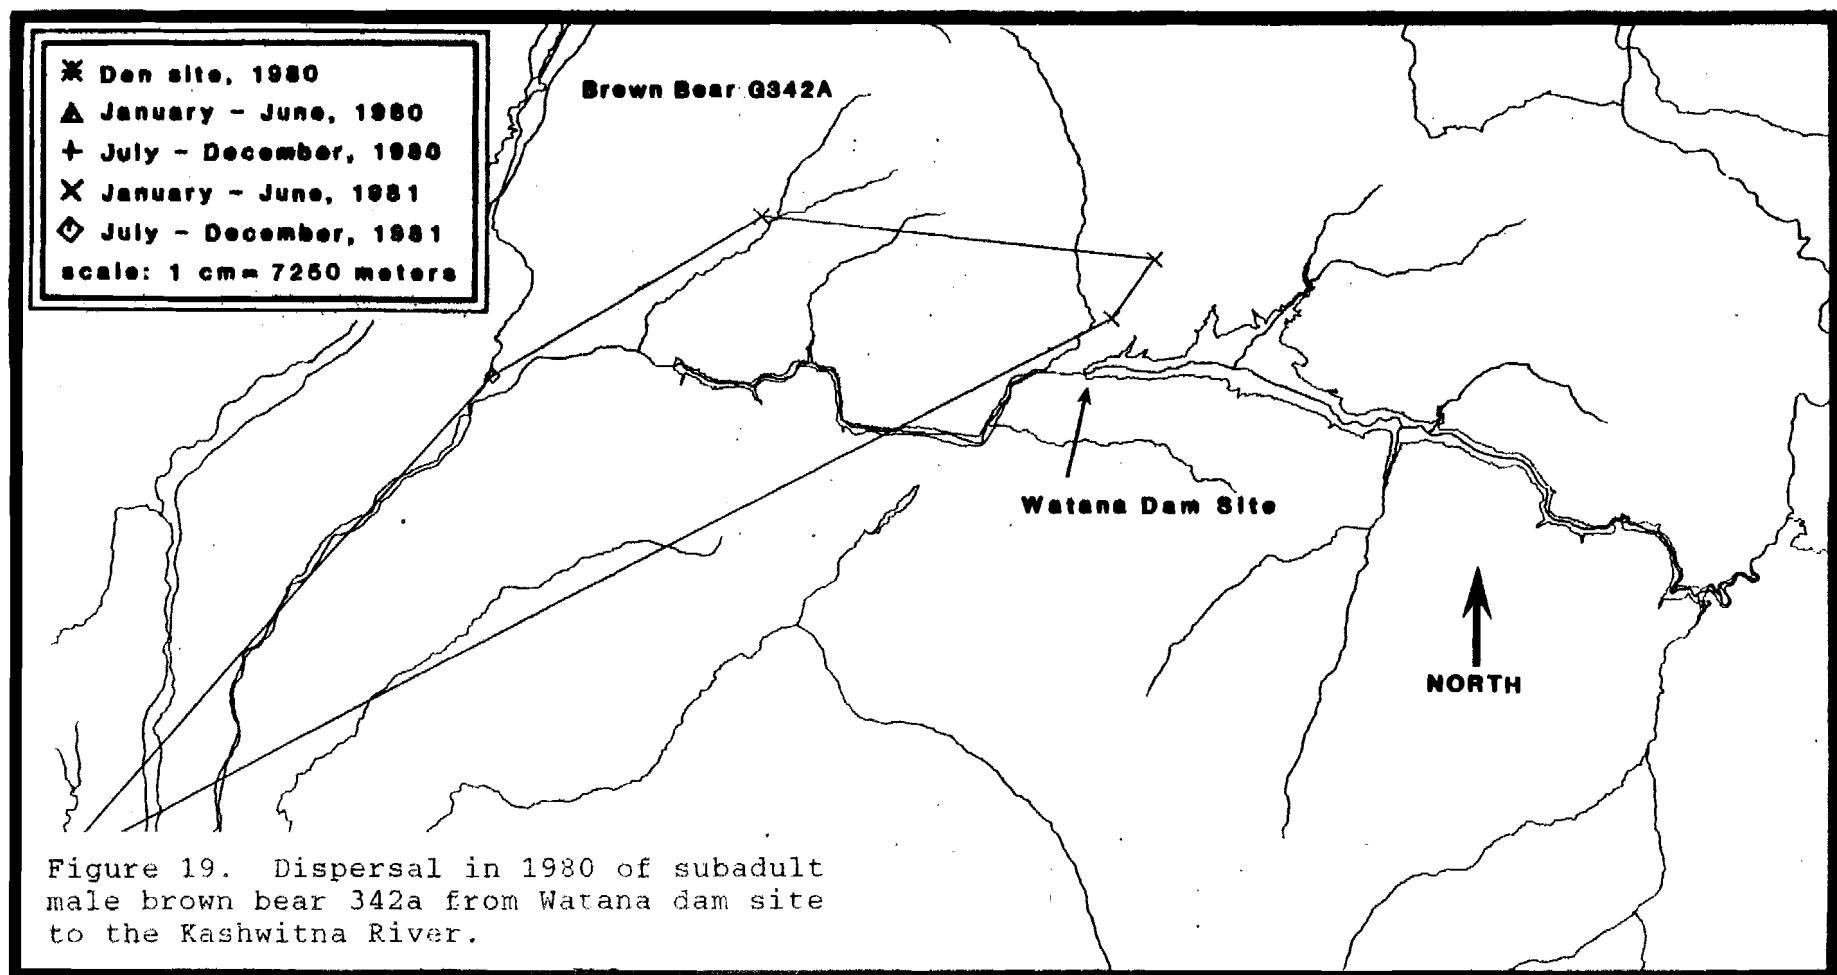 Den site, 1980
January - June, 1980
July - December, 1980
January - June, 1981
July - December, 1981
scale: 1 cm= 7250 meters
Brown Bear G342A
Watana Dam Site
NORTH
Figure 19. Dispersal in 1980 of subadult
male brown bear 342a from Watana dam site
to the Kashwitna River.